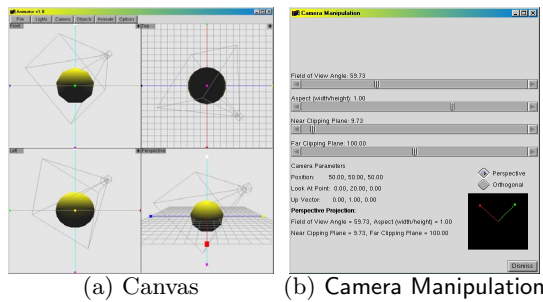 Animator v1.0
File Lights Camera Objects Animate Options
Front
Top
Left
Perspective
(a) Canvas
Camera Manipulation
Field of View Angle: 59.73
Aspect (width/height): 1.00
Near Clipping Plane: 9.73
Far Clipping Plane: 100.00
Camera Parameters
Position: 50.00, 50.00, 50.00
Look At Point: 0.00, 20.00, 0.00
Up Vector: 0.00, 1.00, 0.00
Perspective
Orthogonal
Perspective Projection:
Field of View Angle = 59.73, Aspect (width/height) = 1.00
Near Clipping Plane = 9.73, Far Clipping Plane = 100.00
Dismiss
(b) Camera Manipulation